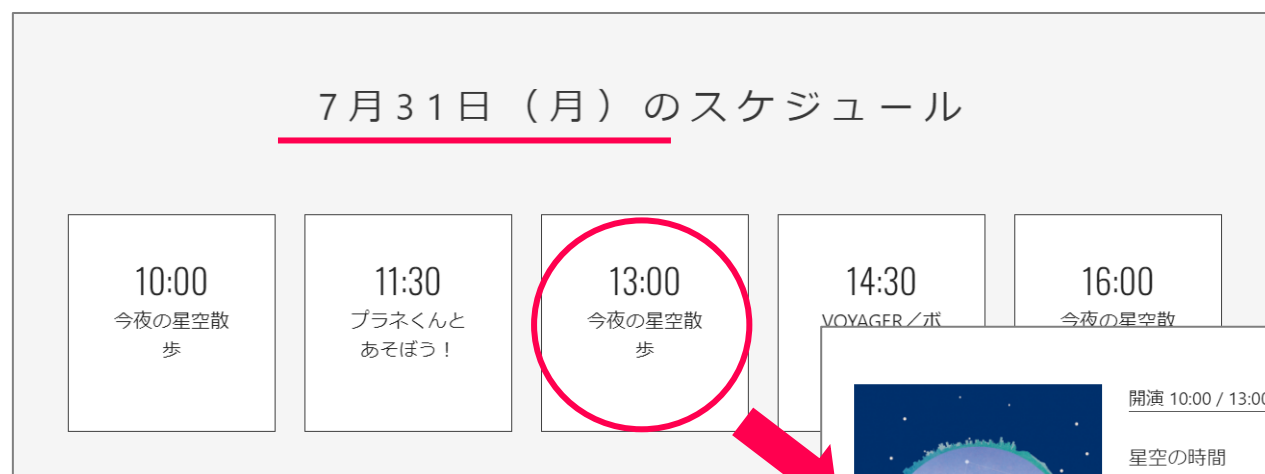 7月31日（月）のスケジュール
10:00
今夜の星空散
歩
11:30
プラネくんと
あそぼう！
13:00
今夜の星空散
歩
14:30
VOYAGER／ボ
16:00
今夜の星空散
開演 10:00 / 13:00
星空の時間